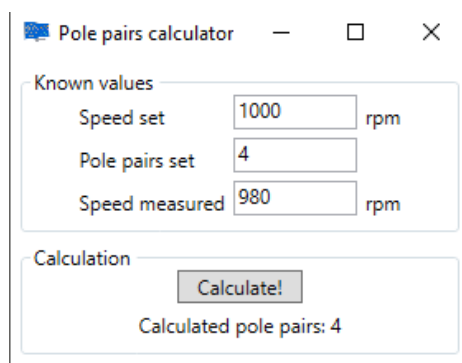 Pole pairs calculator
Known values
Speed set 1000 rpm
Pole pairs set 4
Speed measured 980 rpm
Calculation
Calculate!
Calculated pole pairs: 4